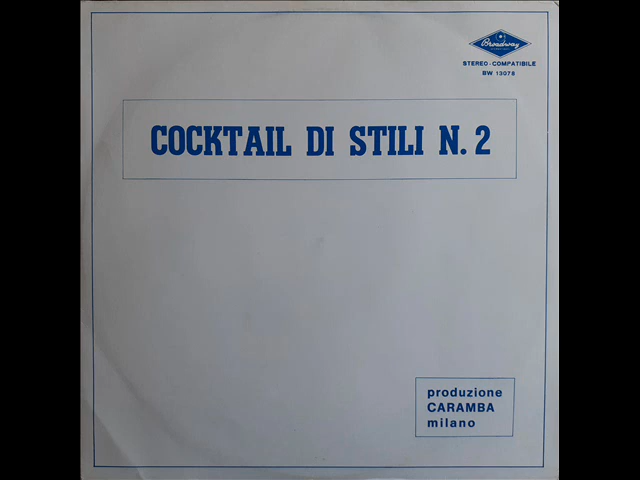 Broadway
STEREO-COMPATIBILE
BW 13078
COCKTAIL DI STILI N. 2
produzione
CARAMBA
milano